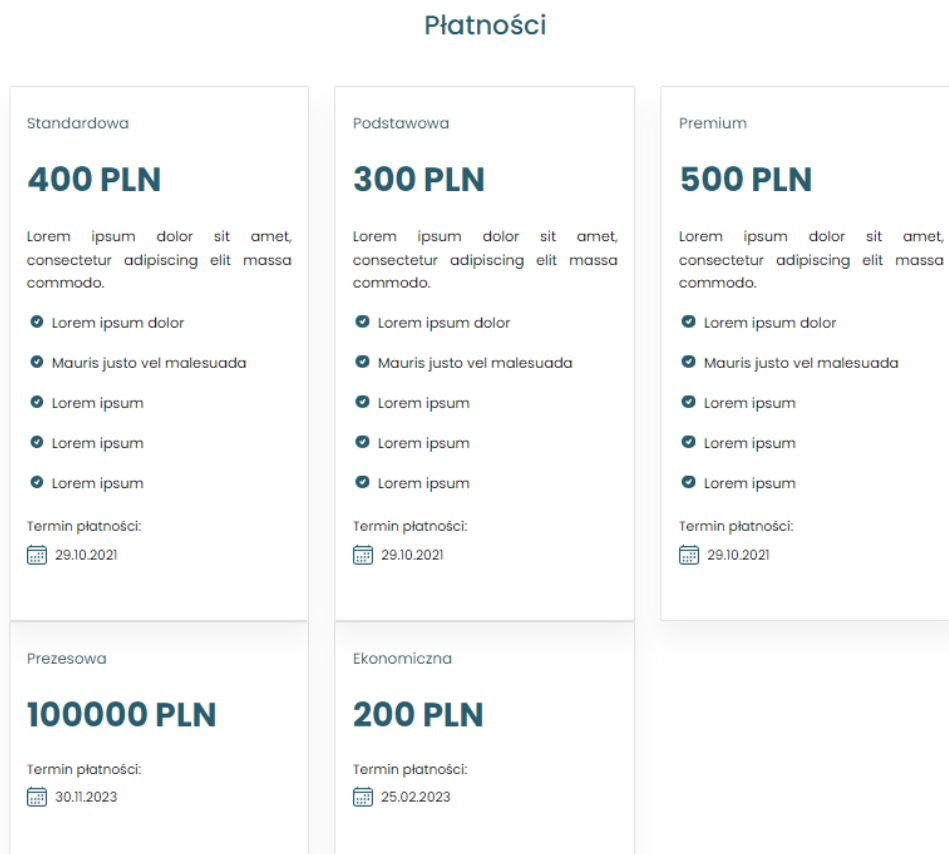 Płatności
Standardowa
400 PLN
Lorem ipsum dolor sit amet,
consectetur adipiscing elit massa
commodo.
Lorem ipsum dolor
Mauris justo vel malesuada
Lorem ipsum
Lorem ipsum
Lorem ipsum
Termin płatności:
29.10.2021
Podstawowa
300 PLN
Lorem ipsum dolor sit amet,
consectetur adipiscing elit massa
commodo.
Lorem ipsum dolor
Mauris justo vel malesuada
Lorem ipsum
Lorem ipsum
Lorem ipsum
Termin płatności:
29.10.2021
Premium
500 PLN
Lorem ipsum dolor sit amet,
consectetur adipiscing elit massa
commodo.
Lorem ipsum dolor
Mauris justo vel malesuada
Lorem ipsum
Lorem ipsum
Lorem ipsum
Termin płatności:
29.10.2021
Prezesowa
100000 PLN
Termin płatności:
30.11.2023
Ekonomiczna
200 PLN
Termin płatności:
25.02.2023